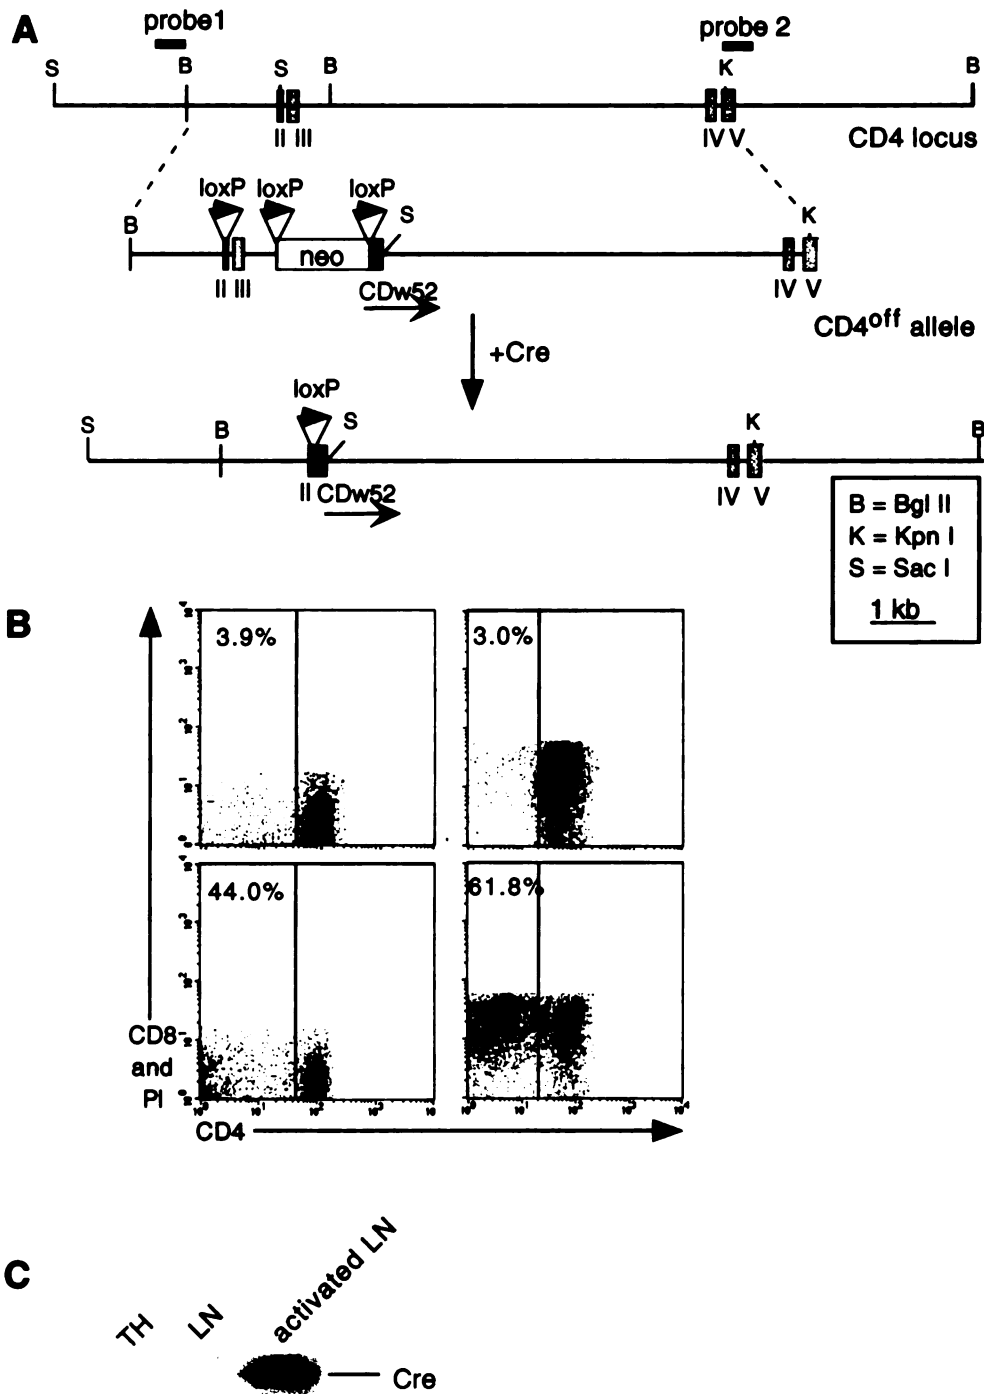 A
probe1
probe 2
S
B
S
B
K
B
II III
IV V
CD4 locus
loxP
loxP
loxP
B
S
K
neo
II III
CDw52
IV V
CD4off allele
+Cre
loxP
S
B
S
K
B
II CDw52
IV V
B = Bgl II
K = Kpn I
S = Sac I
1 kb
B
3.9%
3.0%
44.0%
61.8%
CD8
and
PI
CD4
C
TH
LN
activated LN
Cre